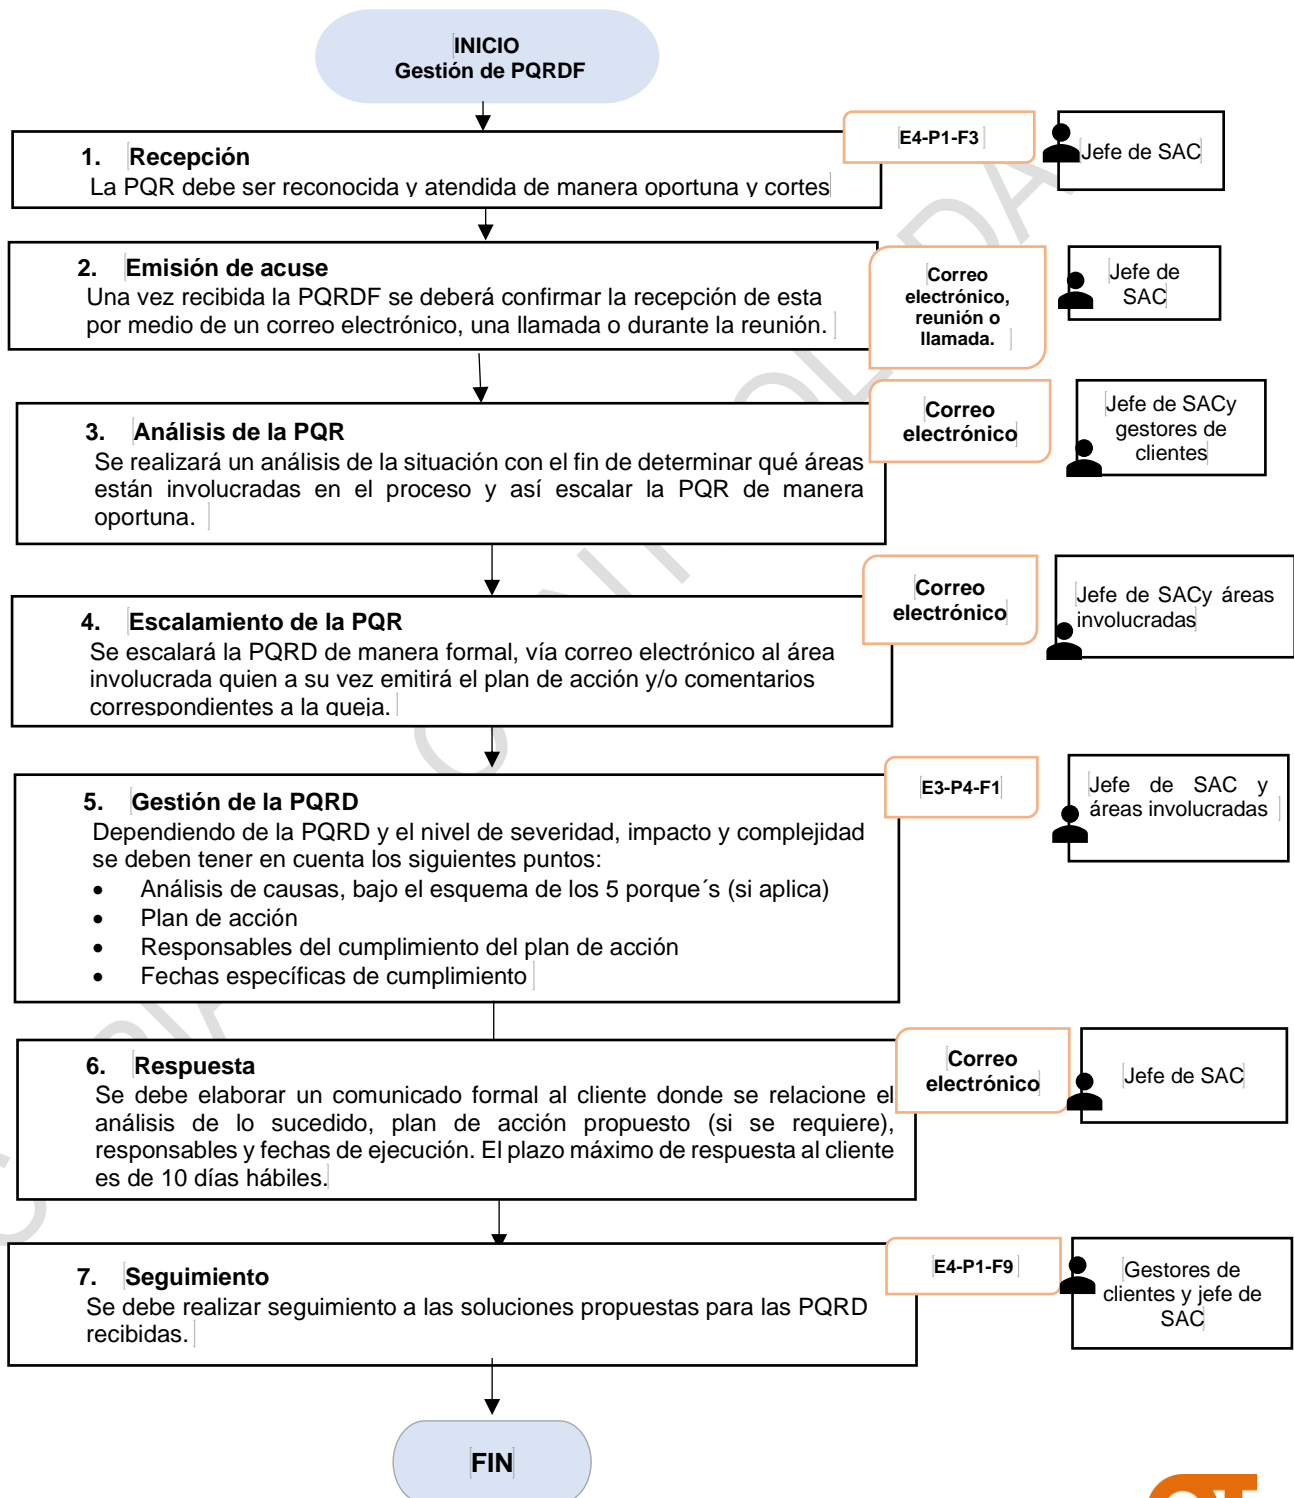 INICIO
Gestión de PQRDF
1. Recepción
La PQR debe ser reconocida y atendida de manera oportuna y cortes
E4-P1-F3
Jefe de SAC
2. Emisión de acuse
Una vez recibida la PQRDF se deberá confirmar la recepción de esta
por medio de un correo electrónico, una llamada o durante la reunión.
Correo
electrónico,
reunión o
llamada.
Jefe de
SAC
3. Análisis de la PQR
Se realizará un análisis de la situación con el fin de determinar qué áreas
están involucradas en el proceso y así escalar la PQR de manera
oportuna.
Correo
electrónico
Jefe de SACy
gestores de
clientes
4. Escalamiento de la PQR
Se escalará la PQRD de manera formal, vía correo electrónico al área
involucrada quien a su vez emitirá el plan de acción y/o comentarios
correspondientes a la queja.
Correo
electrónico
Jefe de SACy áreas
involucradas
5. Gestión de la PQRD
Dependiendo de la PQRD y el nivel de severidad, impacto y complejidad
se deben tener en cuenta los siguientes puntos:
• Análisis de causas, bajo el esquema de los 5 porque´s (si aplica)
• Plan de acción
• Responsables del cumplimiento del plan de acción
• Fechas específicas de cumplimiento
E3-P4-F1
Jefe de SAC y
áreas involucradas
6. Respuesta
Se debe elaborar un comunicado formal al cliente donde se relacione el
análisis de lo sucedido, plan de acción propuesto (si se requiere),
responsables y fechas de ejecución. El plazo máximo de respuesta al cliente
es de 10 días hábiles.
Correo
electrónico
Jefe de SAC
7. Seguimiento
Se debe realizar seguimiento a las soluciones propuestas para las PQRD
recibidas.
E4-P1-F9
Gestores de
clientes y jefe de
SAC
FIN